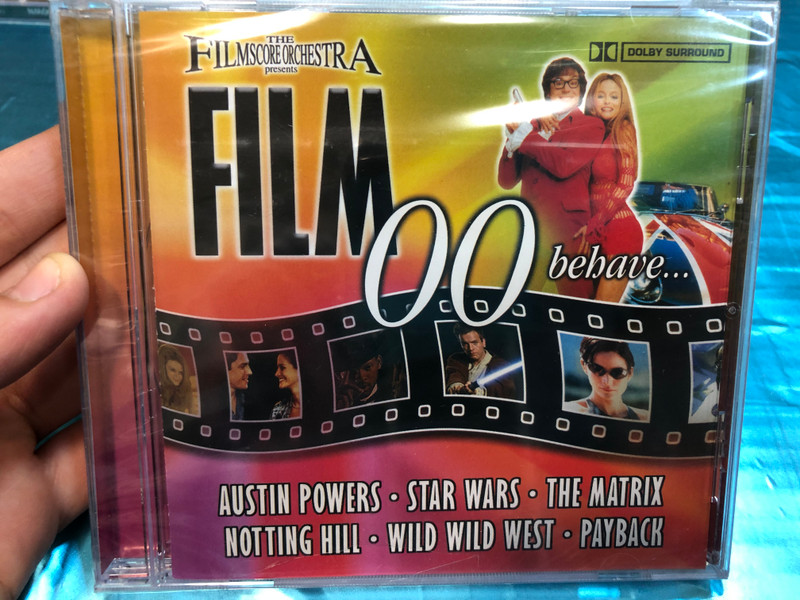 THE
FILMSCORE ORCHESTRA
presents
DOLBY SURROUND
FILM
00 behave...
AUSTIN POWERS • STAR WARS • THE MATRIX
NOTTING HILL • WILD WILD WEST • PAYBACK